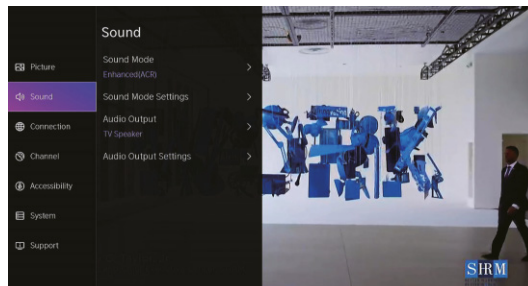 Sound
Picture
Sound
Connection
Channel
Accessibility
System
Support
Sound Mode
Enhanced(ACR)
Sound Mode Settings
Audio Output
TV Speaker
Audio Output Settings
SHRM